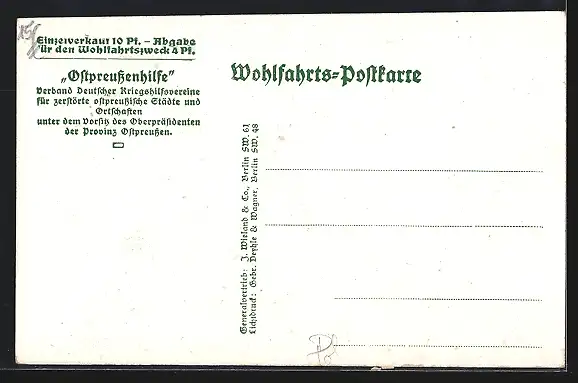 Einzelverkauf 10 Pf. – Abgabe
für den Wohlfahrtszweck 4 Pf.
„Ostpreußenhilfe”
Verband Deutscher Kriegshilfsvereine
für zerstörte ostpreußische Städte und
Ortschaften
unter dem Vorsitz des Oberpräsidenten
der Provinz Ostpreußen.
Wohlfahrts-Postkarte
Generalvertrieb: J. Wieland & Co., Berlin SW. 61
Lichtdruck: Gebr. Deyhle & Wagner, Berlin SW. 48